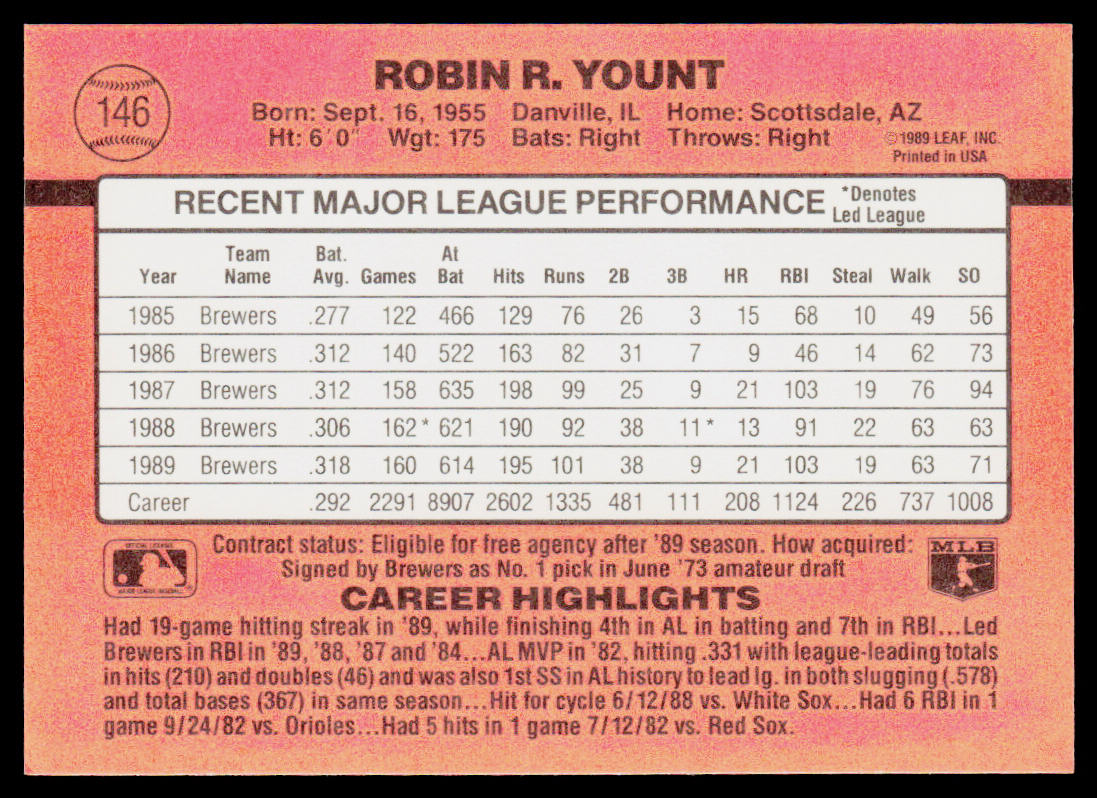 146
ROBIN R. YOUNT
Born: Sept. 16, 1955 Danville, IL Home: Scottsdale, AZ
Ht: 6'0" Wgt: 175 Bats: Right Throws: Right
©1989 LEAF, INC.
Printed in USA
RECENT MAJOR LEAGUE PERFORMANCE *Denotes
Led League
Year Team Name Bat. Avg. Games At Bat Hits Runs 2B 3B HR RBI Steal Walk SO
1985 Brewers .277 122 466 129 76 26 3 15 68 10 49 56
1986 Brewers .312 140 522 163 82 31 7 9 46 14 62 73
1987 Brewers .312 158 635 198 99 25 9 21 103 19 76 94
1988 Brewers .306 162* 621 190 92 38 11* 13 91 22 63 63
1989 Brewers .318 160 614 195 101 38 9 21 103 19 63 71
Career .292 2291 8907 2602 1335 481 111 208 1124 226 737 1008
Contract status: Eligible for free agency after '89 season. How acquired:
Signed by Brewers as No. 1 pick in June '73 amateur draft
MLB
CAREER HIGHLIGHTS
Had 19-game hitting streak in '89, while finishing 4th in AL in batting and 7th in RBI...Led
Brewers in RBI in '89, '88, '87 and '84...AL MVP in '82, hitting .331 with league-leading totals
in hits (210) and doubles (46) and was also 1st SS in AL history to lead lg. in both slugging (.578)
and total bases (367) in same season...Hit for cycle 6/12/88 vs. White Sox...Had 6 RBI in 1
game 9/24/82 vs. Orioles...Had 5 hits in 1 game 7/12/82 vs. Red Sox.